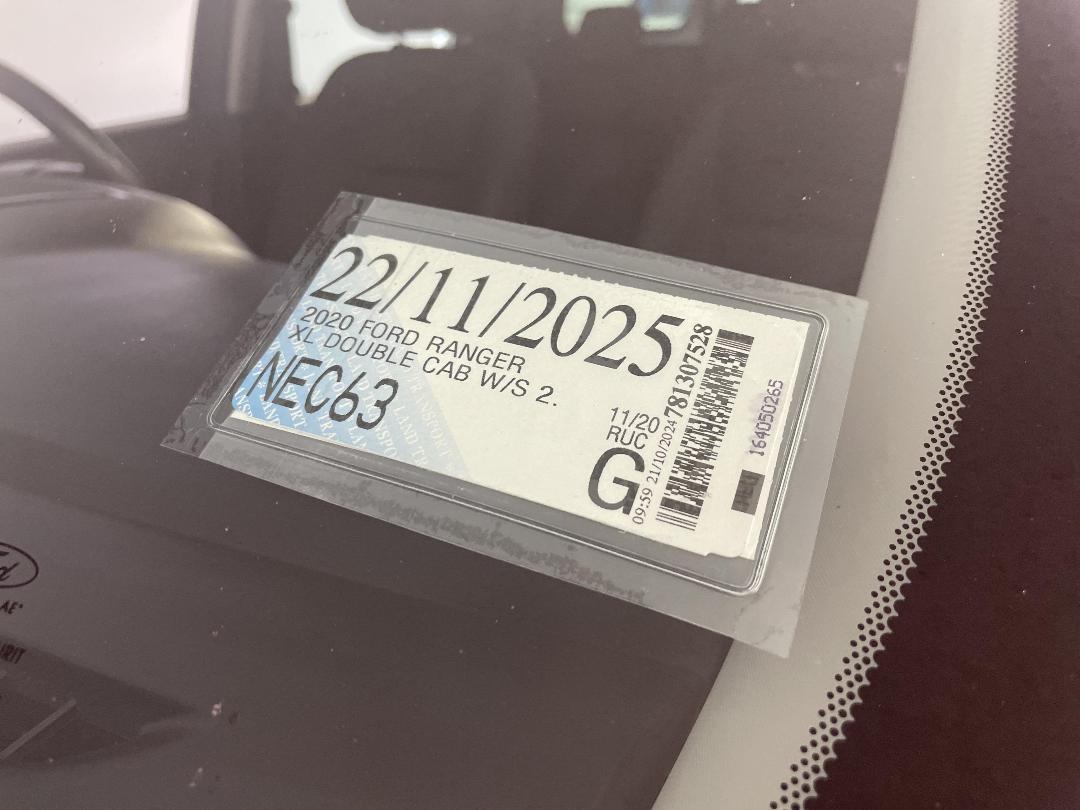 22/11/2025
2020 FORD RANGER
XL DOUBLE CAB W/S 2.
NEC63
11/20
RUC
G
09:59 21/10/2024
781307528
164050265